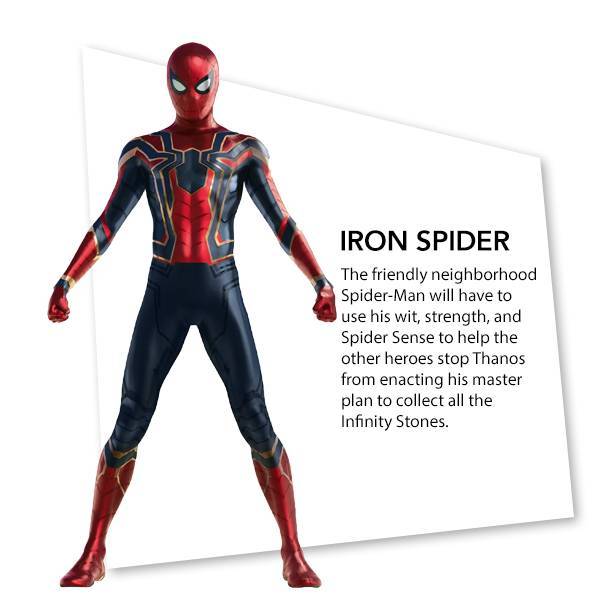 IRON SPIDER
The friendly neighborhood
Spider-Man will have to
use his wit, strength, and
Spider Sense to help the
other heroes stop Thanos
from enacting his master
plan to collect all the
Infinity Stones.